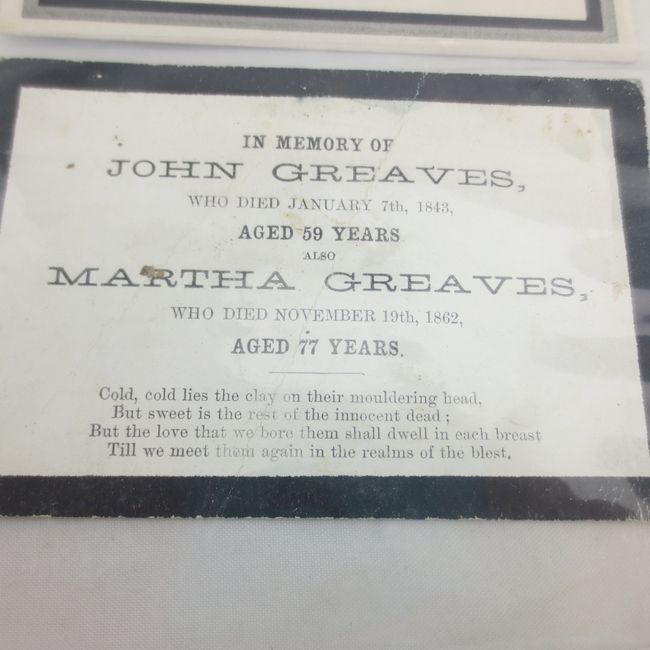 IN MEMORY OF
JOHN GREAVES,
WHO DIED JANUARY 7th, 1843,
AGED 59 YEARS
ALSO
MARTHA GREAVES,
WHO DIED NOVEMBER 19th, 1862,
AGED 77 YEARS.
Cold, cold lies the clay on their mouldering head,
But sweet is the rest of the innocent dead;
But the love that we bore them shall dwell in each breast
Till we meet them again in the realms of the blest.